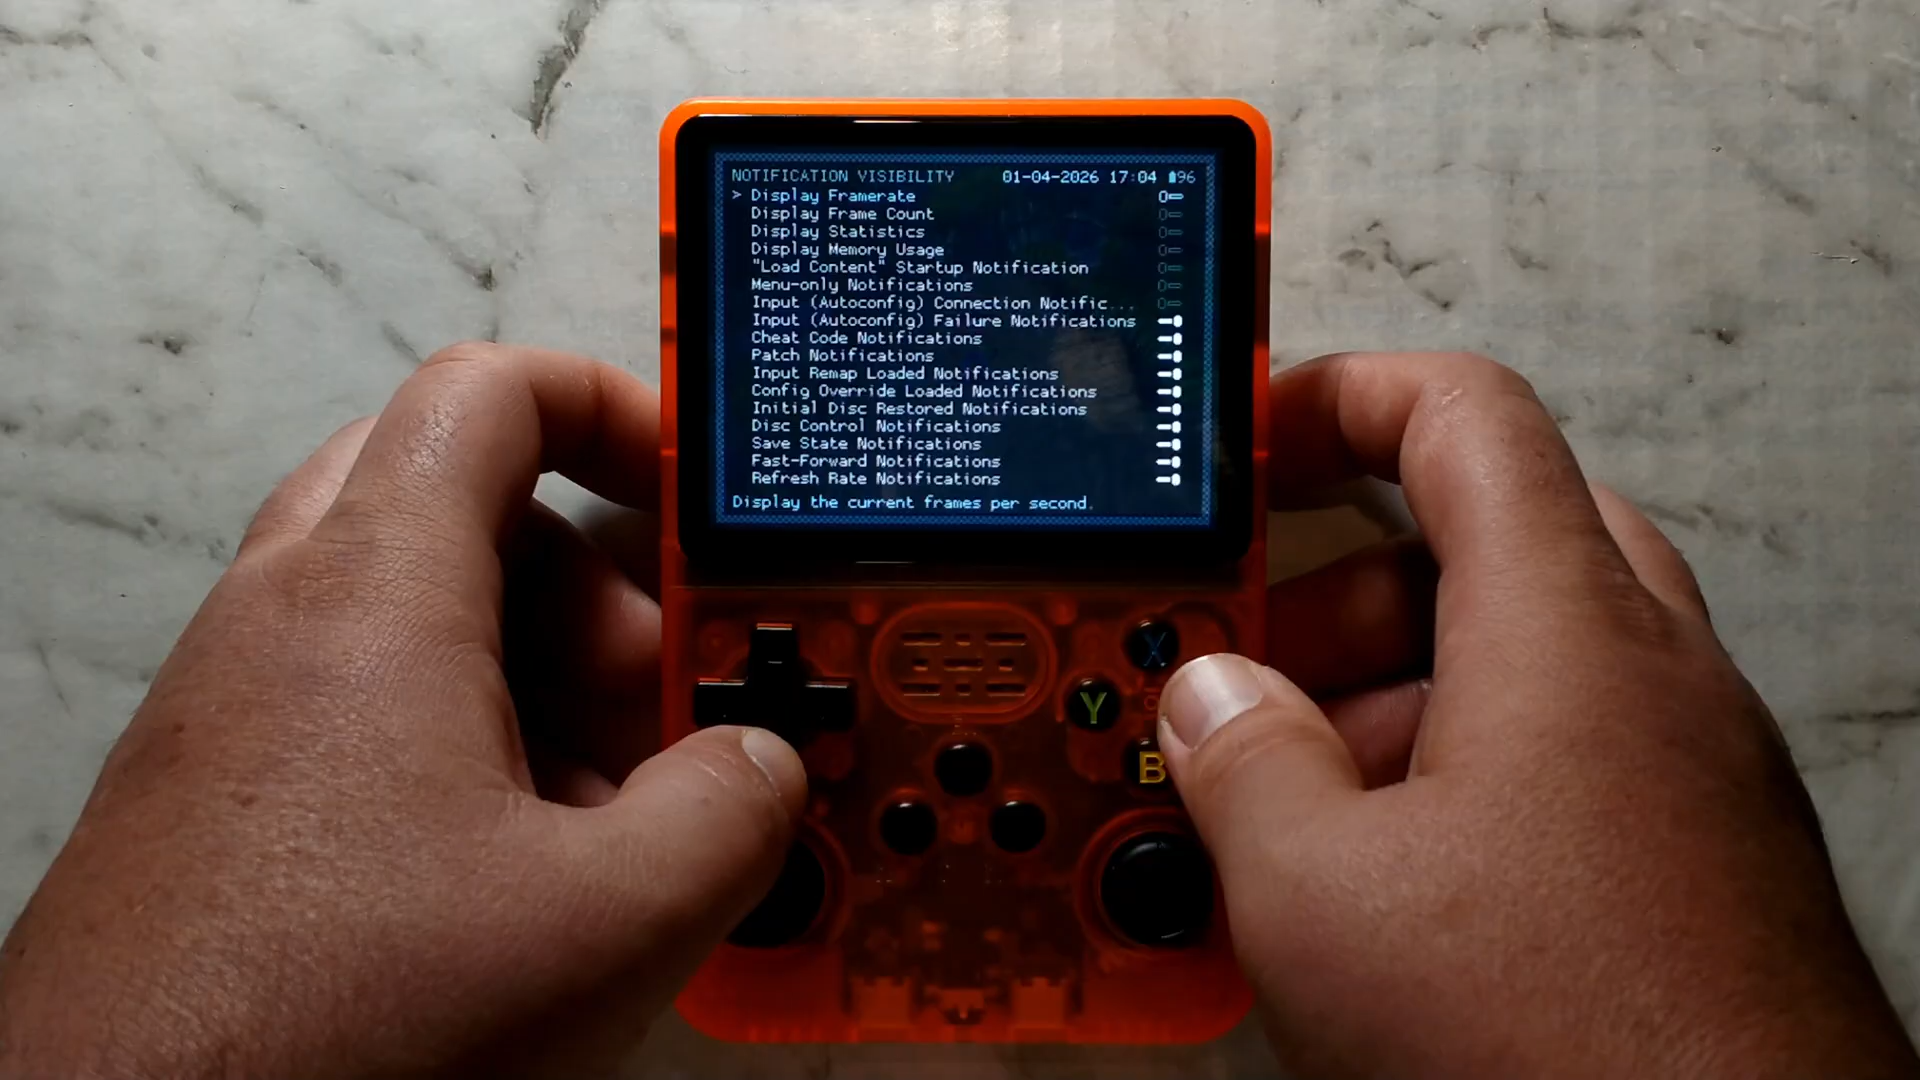 NOTIFICATION VISIBILITY 01-04-2026 17:04 96
> Display Framerate
Display Frame Count
Display Statistics
Display Memory Usage
"Load Content" Startup Notification
Menu-only Notifications
Input (Autoconfig) Connection Notific...
Input (Autoconfig) Failure Notifications
Cheat Code Notifications
Patch Notifications
Input Remap Loaded Notifications
Config Override Loaded Notifications
Initial Disc Restored Notifications
Disc Control Notifications
Save State Notifications
Fast-Forward Notifications
Refresh Rate Notifications
Display the current frames per second.
X
Y
B